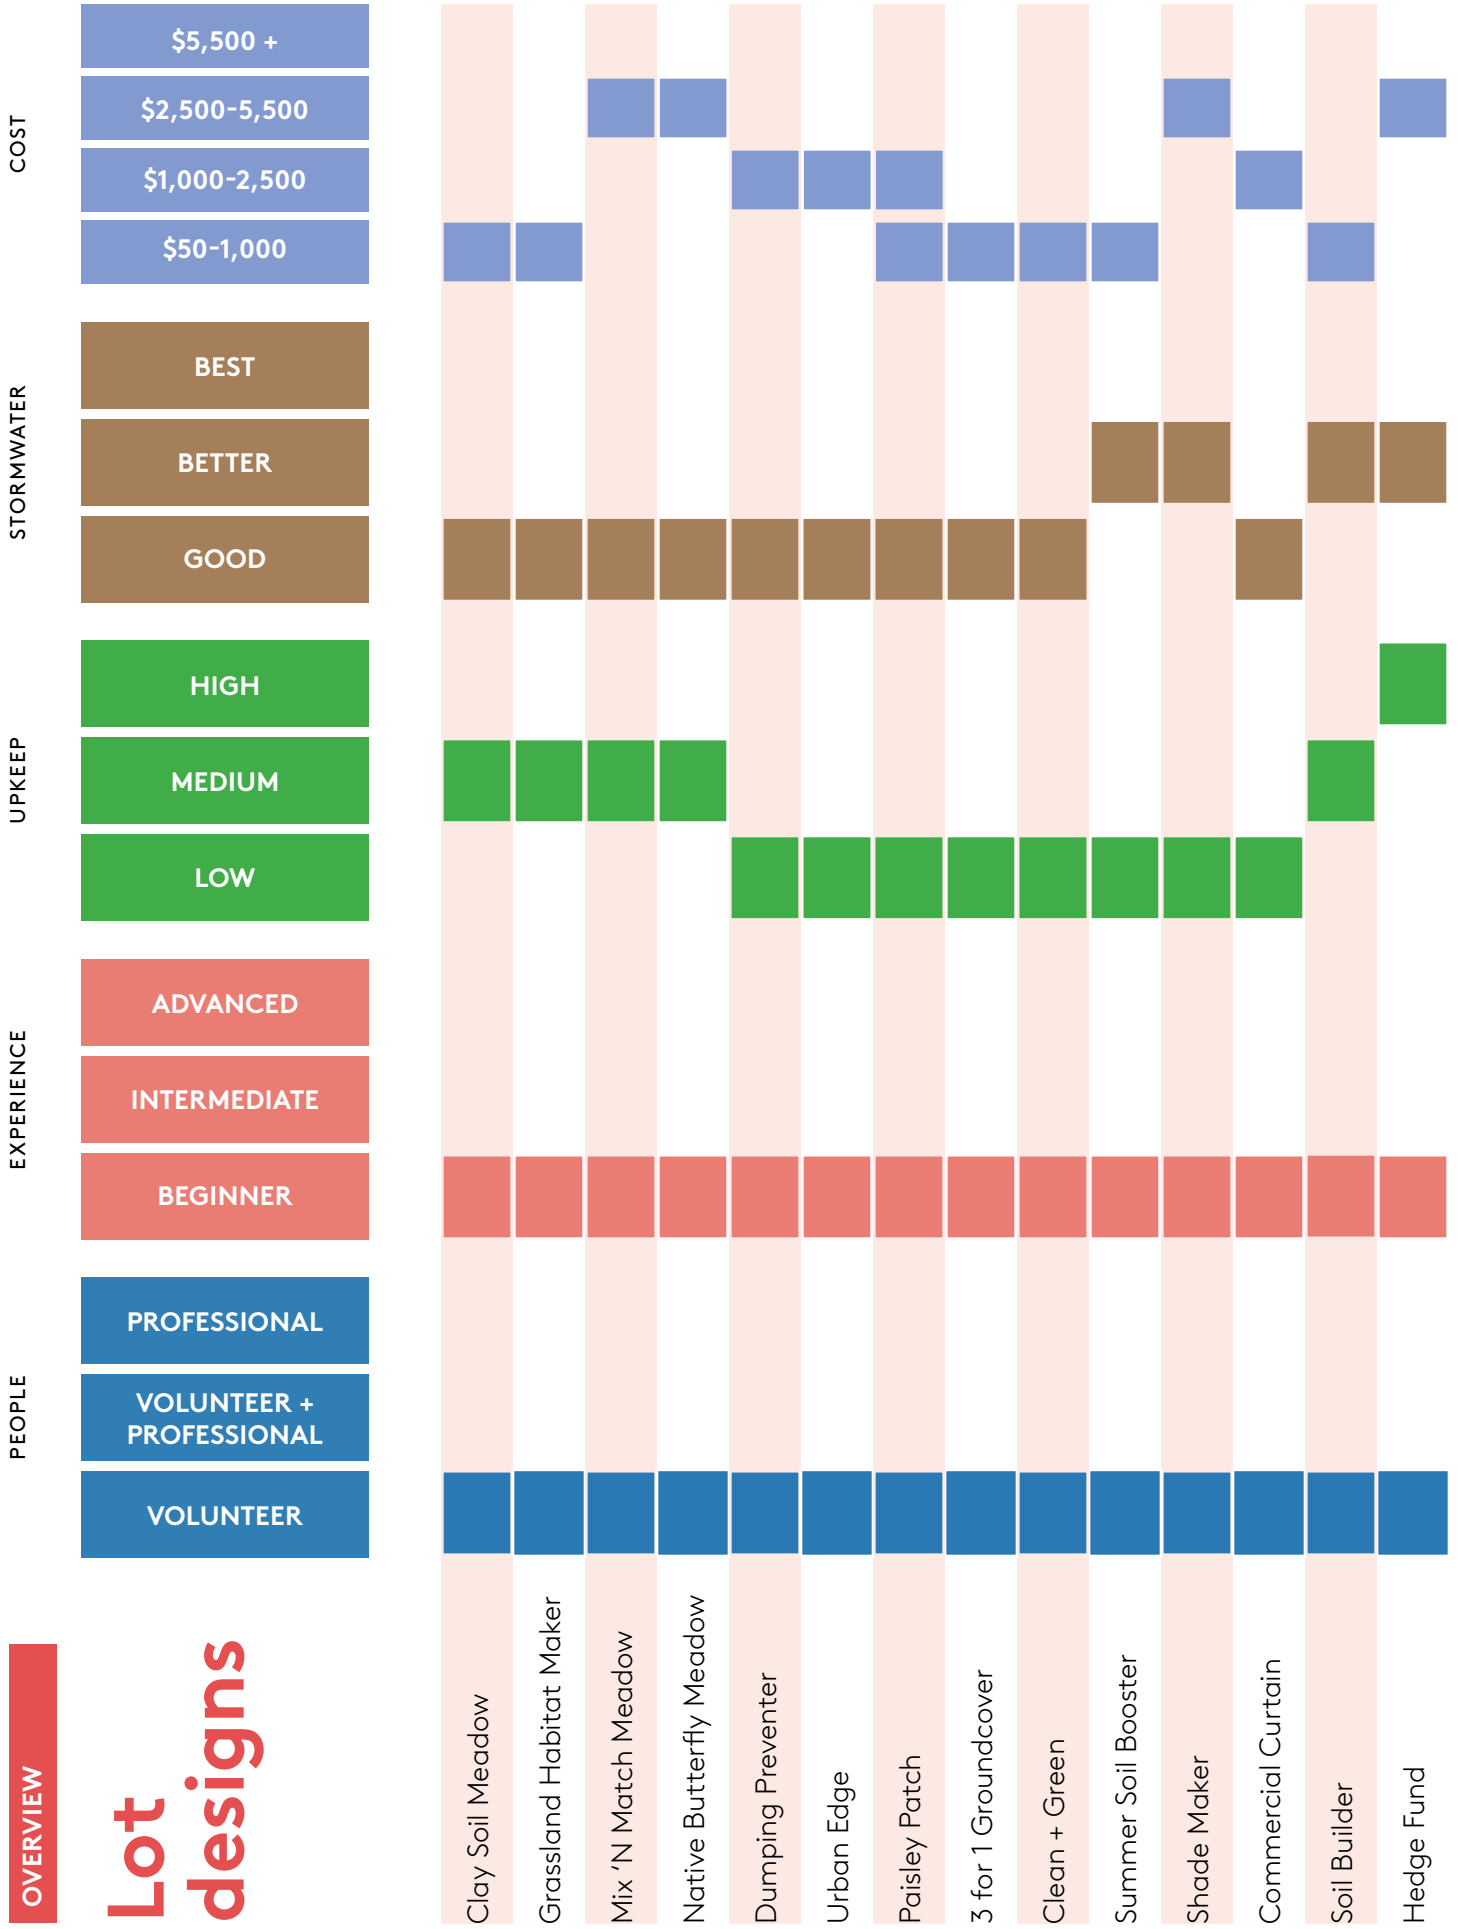 COST
$5,500 +
$2,500-5,500
$1,000-2,500
$50-1,000
STORMWATER
BEST
BETTER
GOOD
UPKEEP
HIGH
MEDIUM
LOW
EXPERIENCE
ADVANCED
INTERMEDIATE
BEGINNER
PEOPLE
PROFESSIONAL
VOLUNTEER +
PROFESSIONAL
VOLUNTEER
OVERVIEW
Lot
designs
Clay Soil Meadow
Grassland Habitat Maker
Mix ‘N Match Meadow
Native Butterfly Meadow
Dumping Preventer
Urban Edge
Paisley Patch
3 for 1 Groundcover
Clean + Green
Summer Soil Booster
Shade Maker
Commercial Curtain
Soil Builder
Hedge Fund